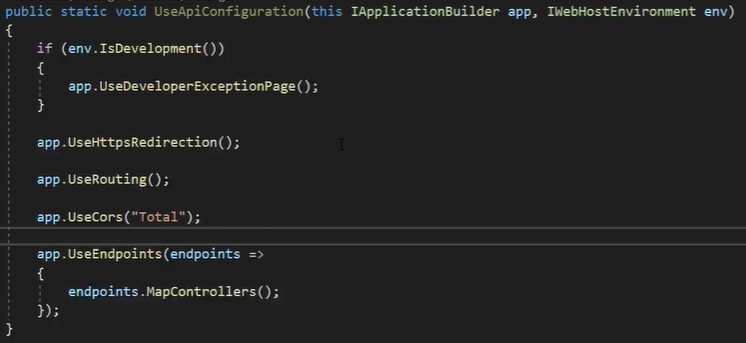 public static void UseApiConfiguration(this IApplicationBuilder app, IWebHostEnvironment env)
{
if (env.IsDevelopment())
{
app.UseDeveloperExceptionPage();
}
app.UseHttpsRedirection();
app.UseRouting();
app.UseCors("Total");
app.UseEndpoints(endpoints =>
{
endpoints.MapControllers();
});
}